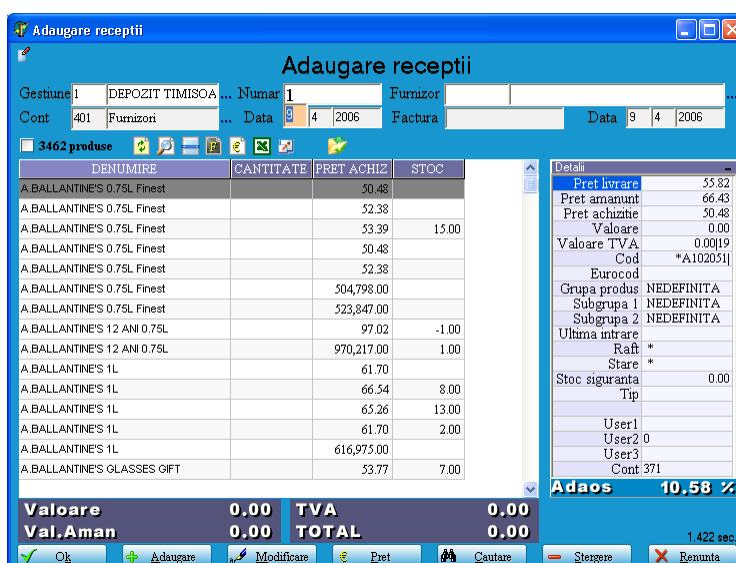 Adaugare receptii
Adaugare receptii
Gestiune 1 DEPOZIT TIMISOA ... Numar 1 Furnizor ...
Cont 401 Furnizori ... Data 9 4 2006 Factura Data 9 4 2006
3462 produse
DENUMIRE CANTITATE PRET ACHIZ STOC
A.BALLANTINE'S 0.75L Finest 50.48
A.BALLANTINE'S 0.75L Finest 52.38
A.BALLANTINE'S 0.75L Finest 53.39 15.00
A.BALLANTINE'S 0.75L Finest 50.48
A.BALLANTINE'S 0.75L Finest 52.38
A.BALLANTINE'S 0.75L Finest 504,798.00
A.BALLANTINE'S 0.75L Finest 523,847.00
A.BALLANTINE'S 12 ANI 0.75L 97.02 -1.00
A.BALLANTINE'S 12 ANI 0.75L 970,217.00 1.00
A.BALLANTINE'S 1L 61.70
A.BALLANTINE'S 1L 66.54 8.00
A.BALLANTINE'S 1L 65.26 13.00
A.BALLANTINE'S 1L 61.70 2.00
A.BALLANTINE'S 1L 616,975.00
A.BALLANTINE'S GLASSES GIFT 53.77 7.00
Detalii
Pret livrare 55.82
Pret amanunt 66.43
Pret achizitie 50.48
Valoare 0.00
Valoare TVA 0.00|19
Cod *A102051|
Eurocod
Grupa produs NEDEFINITA
Subgrupa 1 NEDEFINITA
Subgrupa 2 NEDEFINITA
Ultima intrare
Raft *
Stare *
Stoc siguranta 0.00
Tip
User1
User2 0
User3
Cont 371
Adaos 10.58 %
Valoare 0.00 TVA 0.00
Val.Aman 0.00 TOTAL 0.00
1.422 sec.
Ok Adaugare Modificare Pret Cautare Stergere Renunta